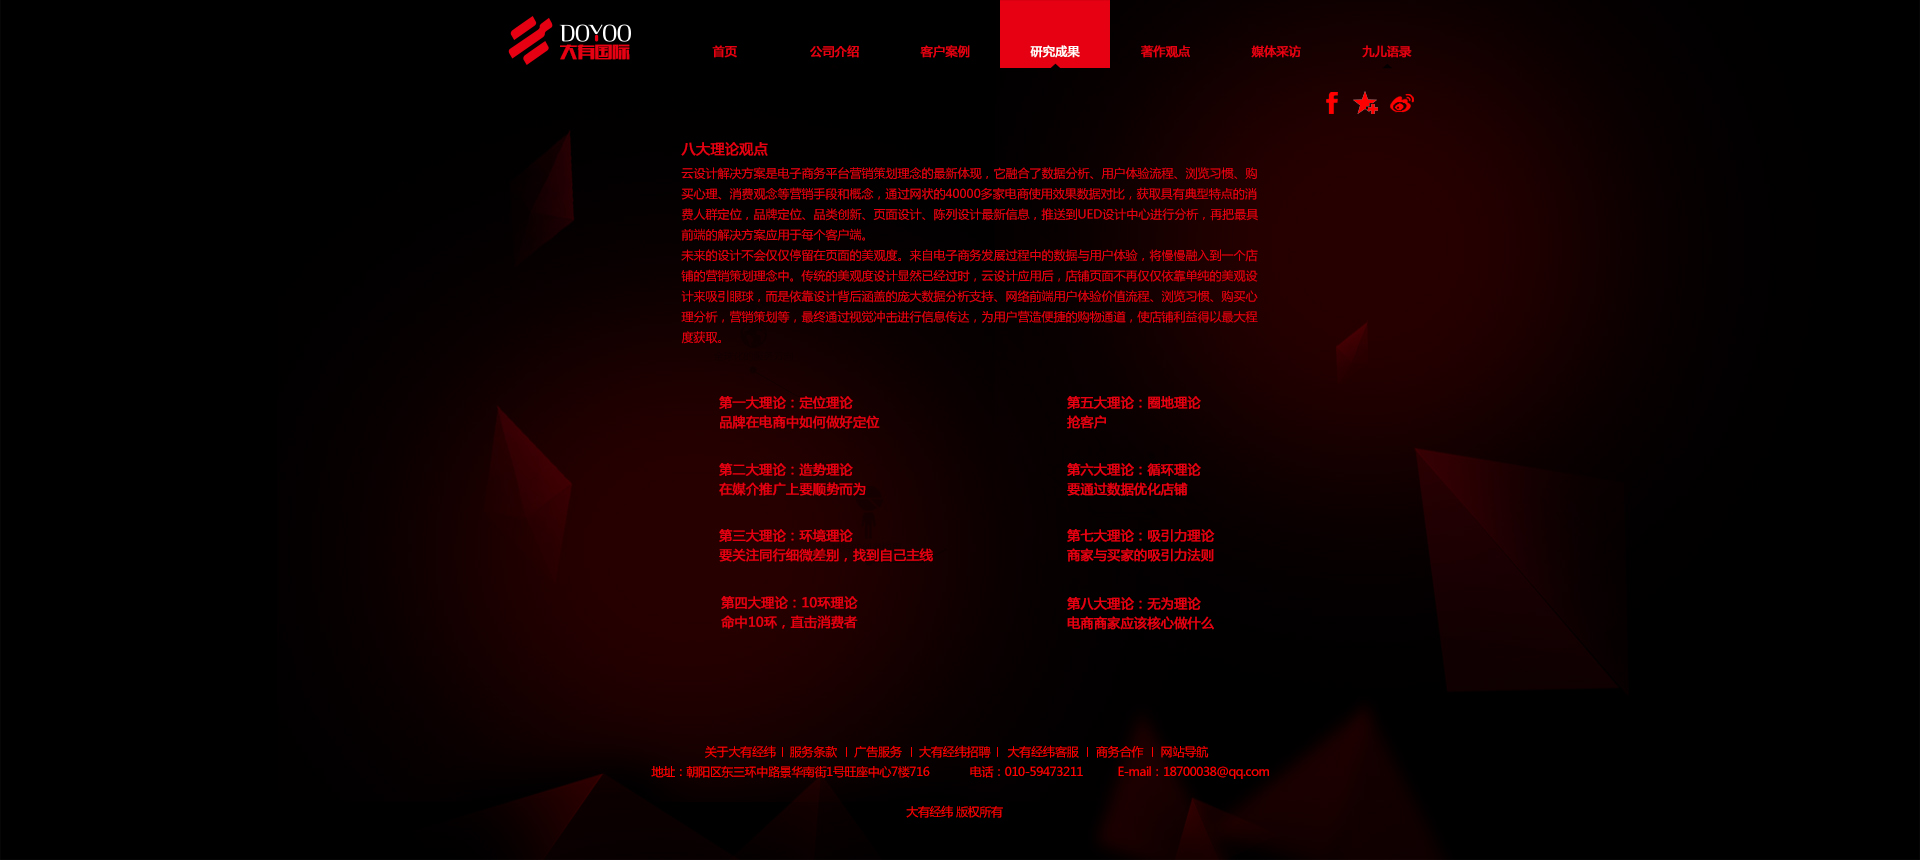 DOYOO
大有国际
首页 公司介绍 客户案例 研究成果 著作观点 媒体采访 九儿语录
八大理论观点
云设计解决方案是电子商务平台营销策划理念的最新体现，它融合了数据分析、用户体验流程、浏览习惯、购
买心理、消费观念等营销手段和概念，通过网状的40000多家电商使用效果数据对比，获取具有典型特点的消
费人群定位，品牌定位、品类创新、页面设计、陈列设计最新信息，推送到UED设计中心进行分析，再把最具
前端的解决方案应用于每个客户端。
未来的设计不会仅仅停留在页面的美观度。来自电子商务发展过程中的数据与用户体验，将慢慢融入到一个店
铺的营销策划理念中。传统的美观度设计显然已经过时，云设计应用后，店铺页面不再仅仅依靠单纯的美观设
计来吸引眼球，而是依靠设计背后涵蓋的庞大数据分析支持、网络前端用户体验价值流程、浏览习惯、购买心
理分析，营销策划等，最终通过视觉冲击进行信息传达，为用户营造便捷的购物通道，使店铺利益得以最大程
度获取。
第一大理论：定位理论
品牌在电商中如何做好定位
第二大理论：造势理论
在媒介推广上要顺势而为
第三大理论：环境理论
要关注同行细微差别，找到自己主线
第四大理论：10环理论
命中10环，直击消费者
第五大理论：圈地理论
抢客户
第六大理论：循环理论
要通过数据优化店铺
第七大理论：吸引力理论
商家与买家的吸引力法则
第八大理论：无为理论
电商商家应该核心做什么
关于大有经纬 | 服务条款 | 广告服务 | 大有经纬招聘 | 大有经纬客服 | 商务合作 | 网站导航
地址：朝阳区东三环中路景华南街1号旺座中心7楼716 电话：010-59473211 E-mail：18700038@qq.com
大有经纬 版权所有